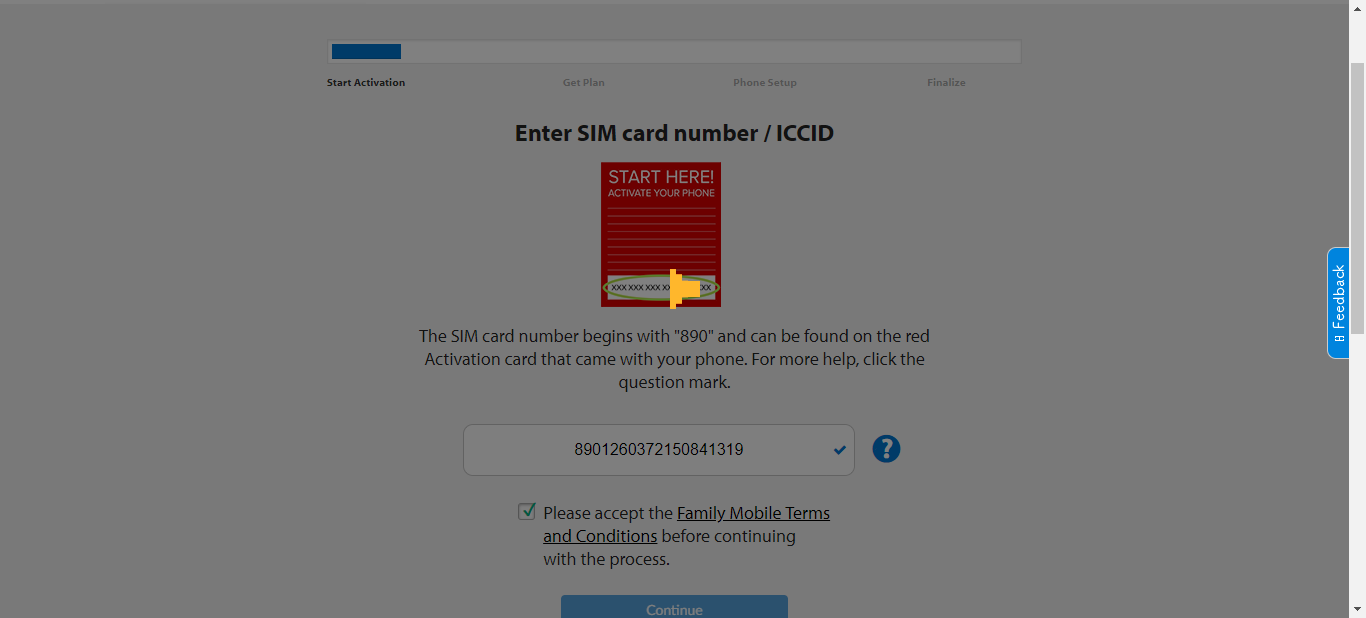 Start Activation
Get Plan
Phone Setup
Finalize
Enter SIM card number / ICCID
START HERE!
ACTIVATE YOUR PHONE
XXX XXX XXX XX XX
The SIM card number begins with "890" and can be found on the red
Activation card that came with your phone. For more help, click the
question mark.
8901260372150841319
?
Please accept the Family Mobile Terms
and Conditions before continuing
with the process.
Continue
Feedback